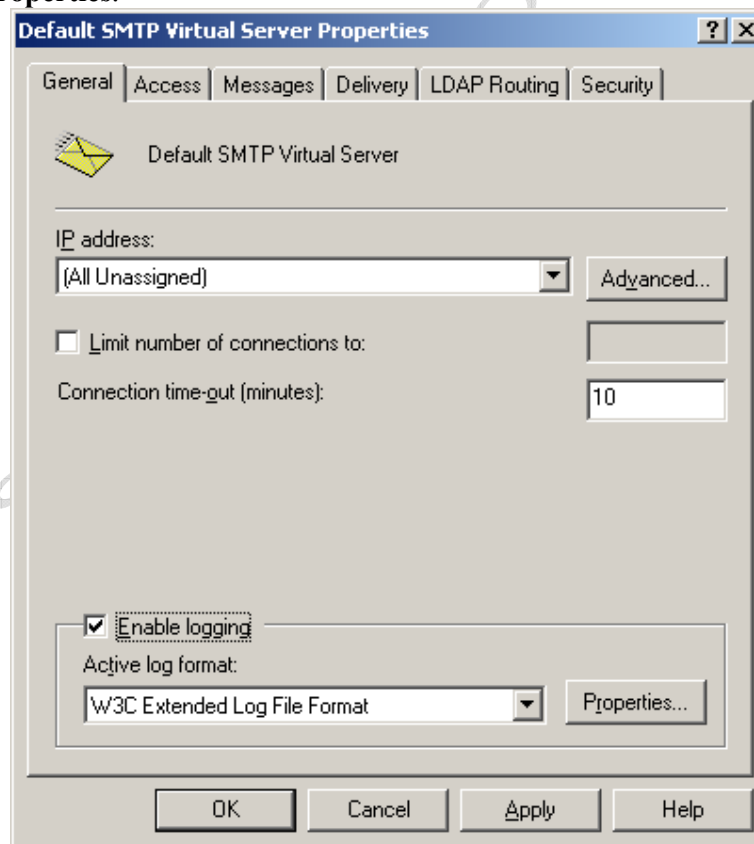 roperties.
Default SMTP Virtual Server Properties
General Access Messages Delivery LDAP Routing Security
Default SMTP Virtual Server
IP address:
(All Unassigned) Advanced...
Limit number of connections to:
Connection time-out (minutes): 10
Enable logging
Active log format:
W3C Extended Log File Format Properties...
OK Cancel Apply Help